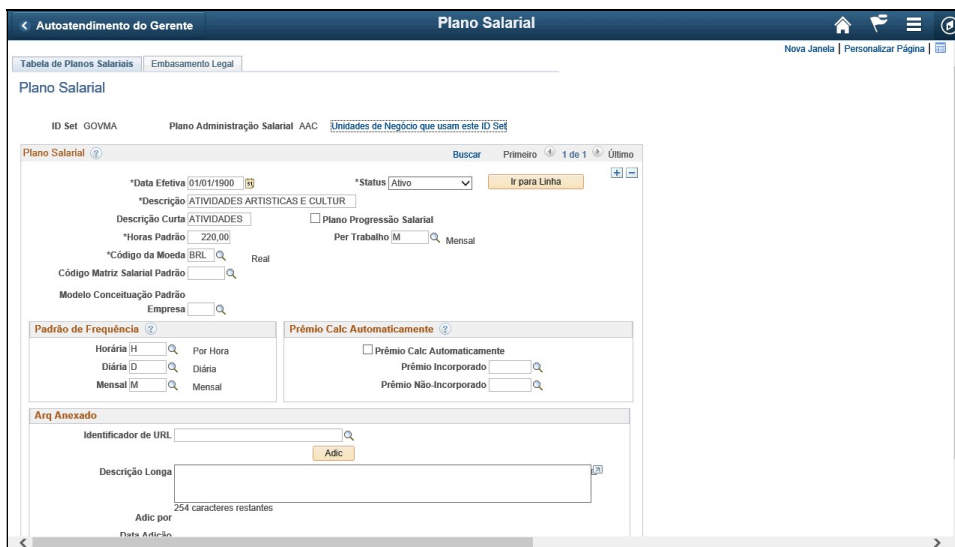 Autoatendimento do Gerente Plano Salarial
Nova Janela | Personalizar Página |
Tabela de Planos Salariais Embasamento Legal
Plano Salarial
ID Set GOVMA Plano Administração Salarial AAC Unidades de Negócio que usam este ID Set
Plano Salarial Buscar Primeiro 1 de 1 Último
*Data Efetiva 01/01/1900 *Status Ativo Ir para Linha
*Descrição ATIVIDADES ARTISTICAS E CULTUR
Descrição Curta ATIVIDADES Plano Progressão Salarial
*Horas Padrão 220,00 Per Trabalho M Mensal
*Código da Moeda BRL Real
Código Matriz Salarial Padrão
Modelo Conceituação Padrão
Empresa
Padrão de Frequência Prêmio Calc Automaticamente
Horária H Por Hora Prêmio Calc Automaticamente
Diária D Diária Prêmio Incorporado
Mensal M Mensal Prêmio Não-Incorporado
Arq Anexado
Identificador de URL
Adic
Descrição Longa
254 caracteres restantes
Adic por
Data Adição